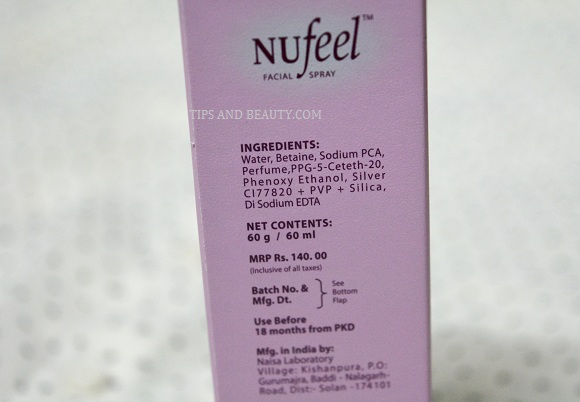 NUfeel™
FACIAL SPRAY
TIPS AND BEAUTY.COM
INGREDIENTS:
Water, Betaine, Sodium PCA,
Perfume,PPG-5-Ceteth-20,
Phenoxy Ethanol, Silver
CI77820 + PVP + Silica,
Di Sodium EDTA
NET CONTENTS:
60 g / 60 ml
MRP Rs. 140. 00
(Inclusive of all taxes)
Batch No. & 
Mfg. Dt.
See
Bottom
Flap
Use Before
18 months from PKD
Mfg. in India by:
Naisa Laboratory
Village: Kishanpura, P.O:
Gurumajra, Baddi - Nalagarh-
Road, Dist:- Solan -174101